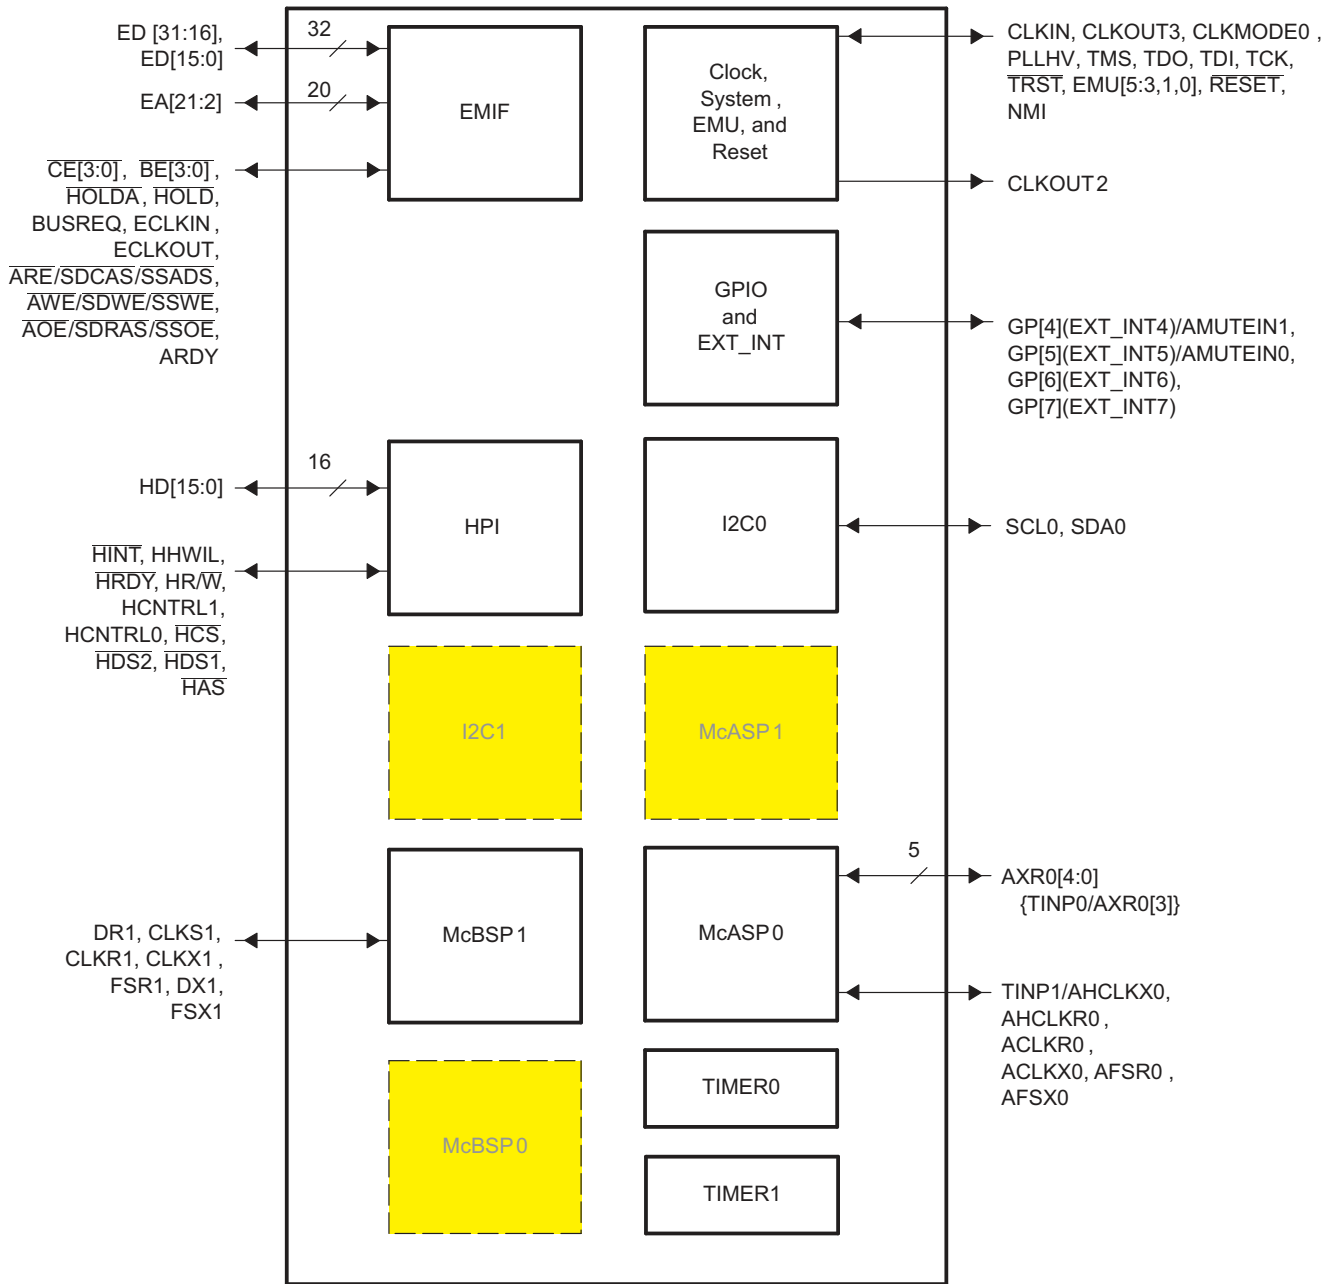 ED [31:16],
ED[15:0]
32
EA[21:2]
20
EMIF
CE[3:0], BE[3:0],
HOLDA, HOLD,
BUSREQ, ECLKIN,
ECLKOUT,
ARE/SDCAS/SSADS,
AWE/SDWE/SSWE,
AOE/SDRAS/SSOE,
ARDY
Clock,
System,
EMU, and
Reset
CLKIN, CLKOUT3, CLKMODE0,
PLLHV, TMS, TDO, TDI, TCK,
TRST, EMU[5:3,1,0], RESET,
NMI
CLKOUT2
GPIO
and
EXT_INT
GP[4](EXT_INT4)/AMUTEIN1,
GP[5](EXT_INT5)/AMUTEIN0,
GP[6](EXT_INT6),
GP[7](EXT_INT7)
HD[15:0]
16
HPI
HINT, HHWIL,
HRDY, HR/W,
HCNTRL1,
HCNTRL0, HCS,
HDS2, HDS1,
HAS
I2C0
SCL0, SDA0
I2C1
McASP1
DR1, CLKS1,
CLKR1, CLKX1,
FSR1, DX1,
FSX1
McBSP1
McASP0
5
AXR0[4:0]
{TINP0/AXR0[3]}
TINP1/AHCLKX0,
AHCLKR0,
ACLKR0,
ACLKX0, AFSR0,
AFSX0
McBSP0
TIMER0
TIMER1